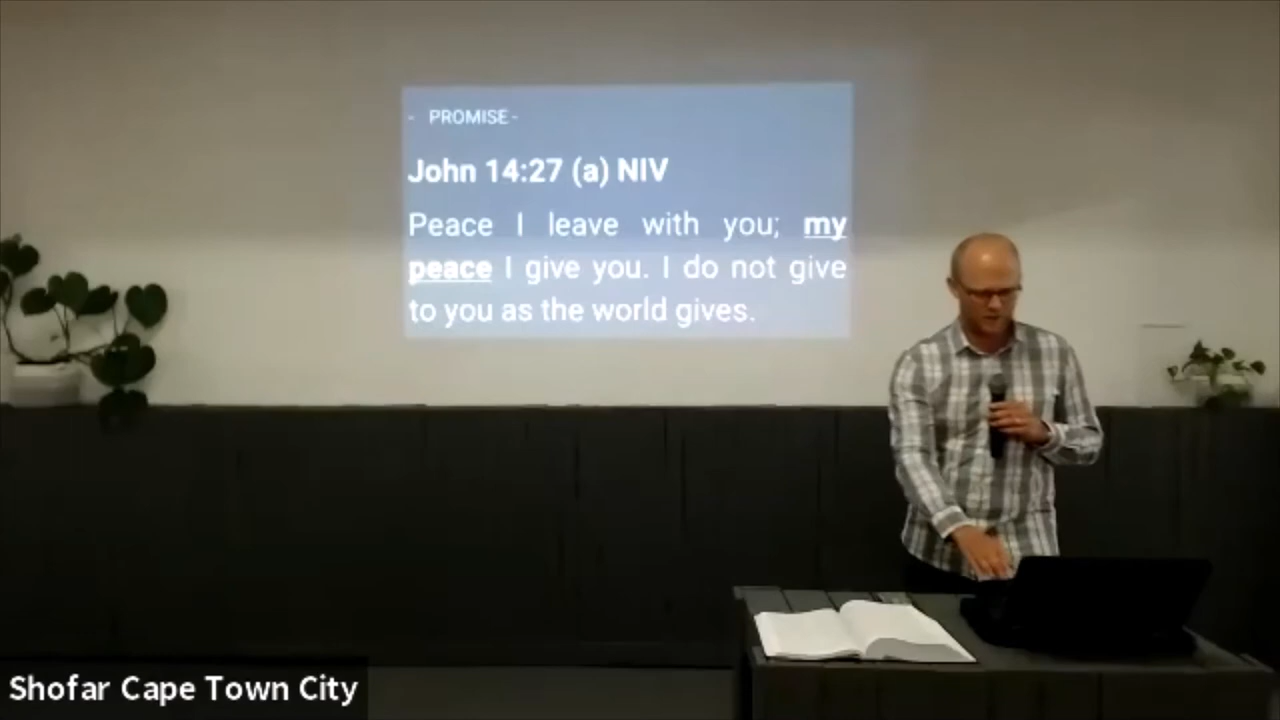 - PROMISE -
John 14:27 (a) NIV
Peace I leave with you; my
peace I give you. I do not give
to you as the world gives.
Shofar Cape Town City